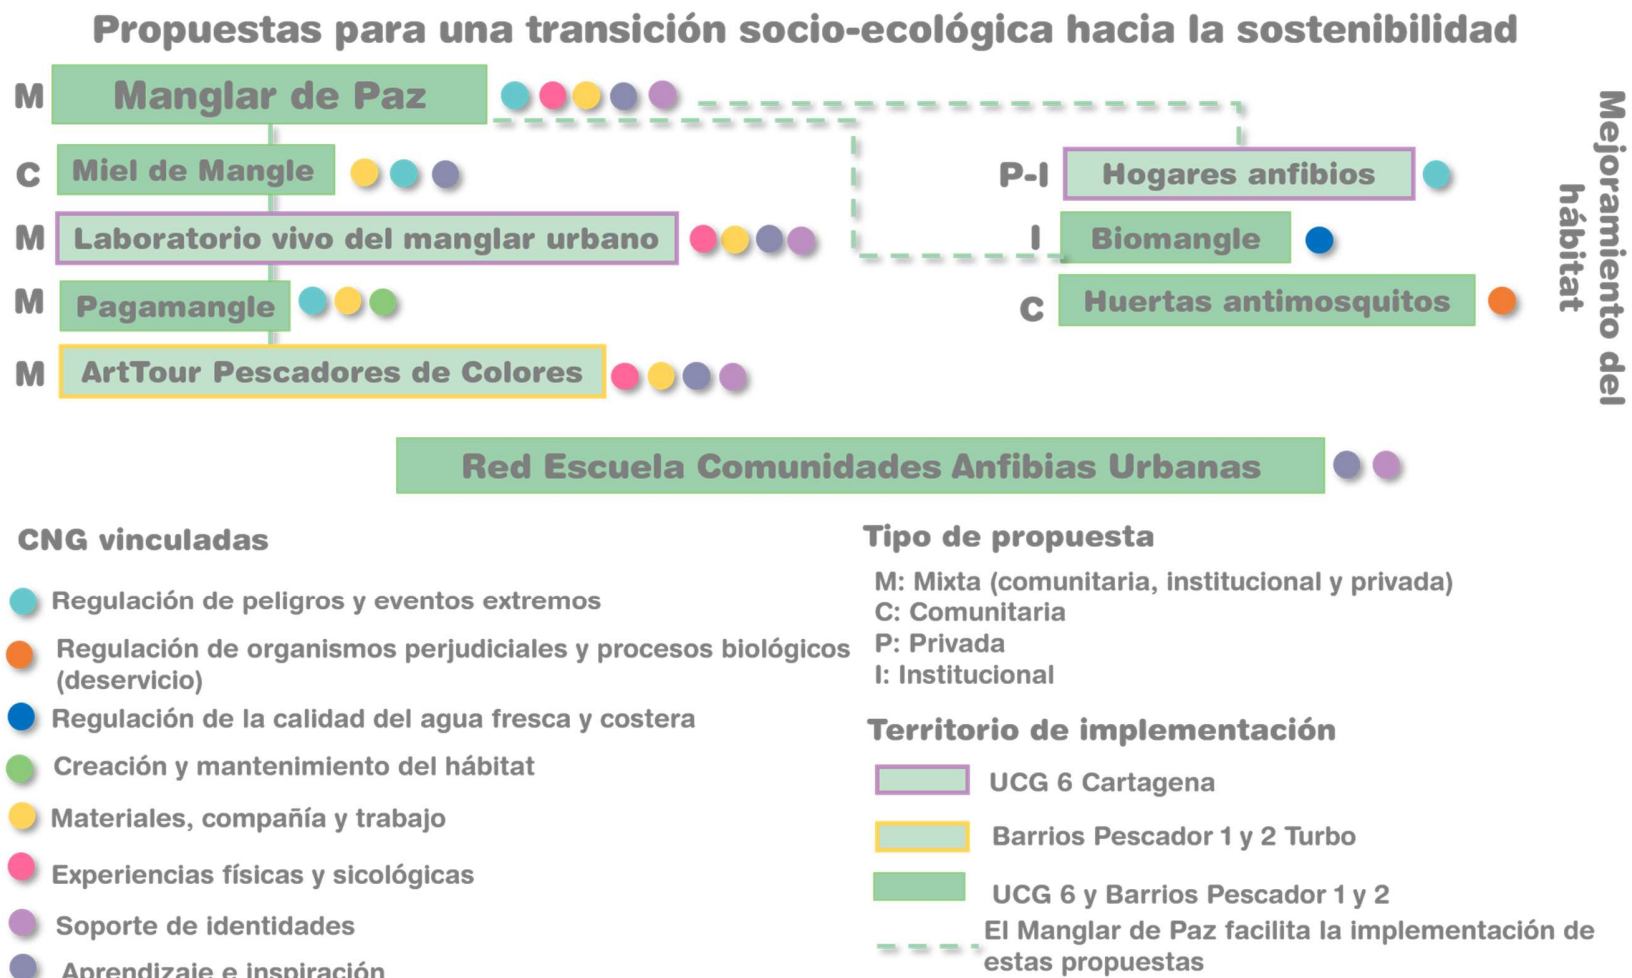 Propuestas para una transición socio-ecológica hacia la sostenibilidad
M Manglar de Paz
C Miel de Mangle
M Laboratorio vivo del manglar urbano
M Pagamangle
M ArtTour Pescadores de Colores
P-I Hogares anfibios
I Biomangle
C Huertas antimosquitos
Mejoramiento del
hábitat
Red Escuela Comunidades Anfibias Urbanas
CNG vinculadas
Regulación de peligros y eventos extremos
Regulación de organismos perjudiciales y procesos biológicos
(deservicio)
Regulación de la calidad del agua fresca y costera
Creación y mantenimiento del hábitat
Materiales, compañía y trabajo
Experiencias físicas y sicológicas
Soporte de identidades
Aprendizaje e inspiración
Tipo de propuesta
M: Mixta (comunitaria, institucional y privada)
C: Comunitaria
P: Privada
I: Institucional
Territorio de implementación
UCG 6 Cartagena
Barrios Pescador 1 y 2 Turbo
UCG 6 y Barrios Pescador 1 y 2
El Manglar de Paz facilita la implementación de
estas propuestas